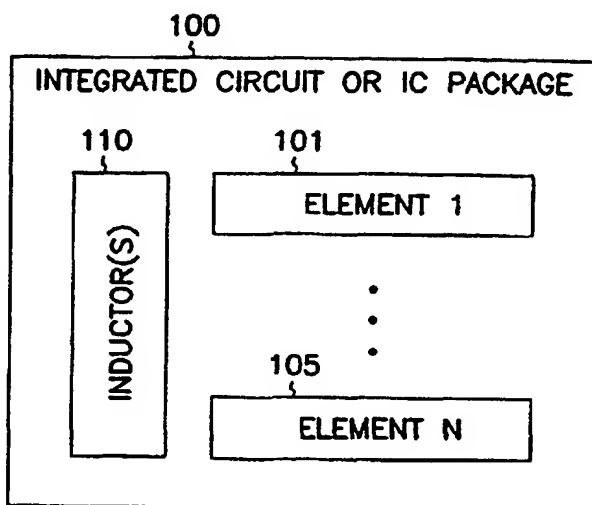 100
INTEGRATED CIRCUIT OR IC PACKAGE
110
101
INDUCTOR(S)
ELEMENT 1
105
ELEMENT N